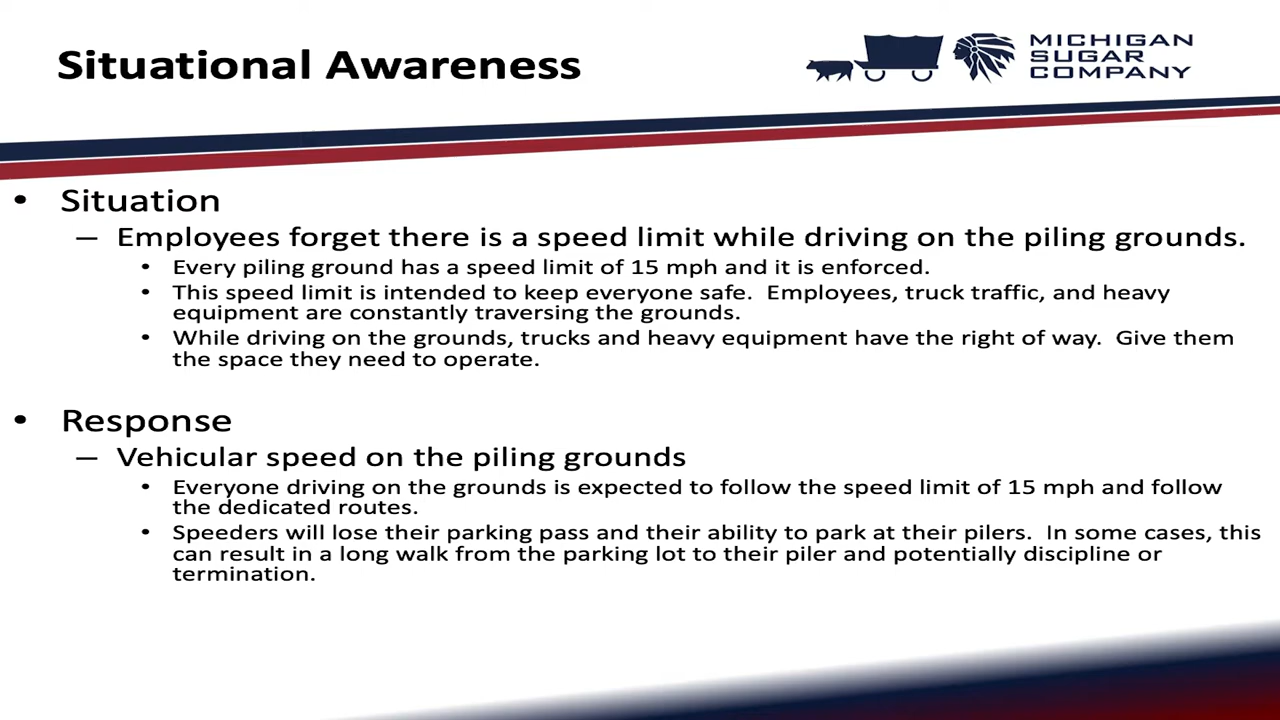 Situational Awareness
MICHIGAN
SUGAR
COMPANY
• Situation
– Employees forget there is a speed limit while driving on the piling grounds.
• Every piling ground has a speed limit of 15 mph and it is enforced.
• This speed limit is intended to keep everyone safe.  Employees, truck traffic, and heavy
equipment are constantly traversing the grounds.
• While driving on the grounds, trucks and heavy equipment have the right of way.  Give them
the space they need to operate.
• Response
– Vehicular speed on the piling grounds
• Everyone driving on the grounds is expected to follow the speed limit of 15 mph and follow
the dedicated routes.
• Speeders will lose their parking pass and their ability to park at their pilers.  In some cases, this
can result in a long walk from the parking lot to their piler and potentially discipline or
termination.